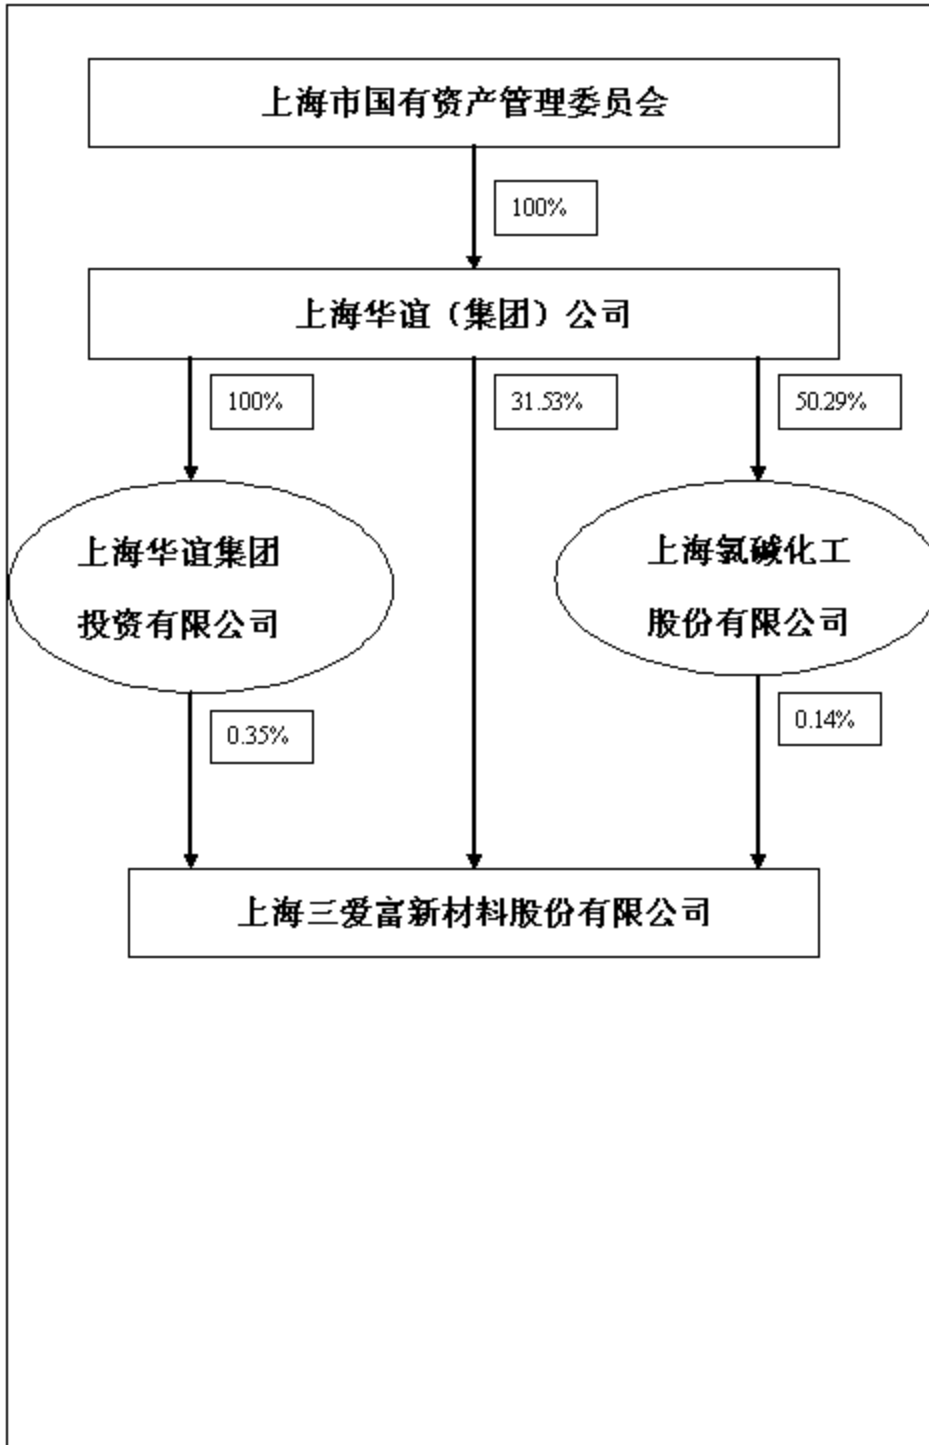 上海市国有资产管理委员会
100%
上海华谊（集团）公司
100%
31.53%
50.29%
上海华谊集团
投资有限公司
上海氯碱化工
股份有限公司
0.35%
0.14%
上海三爱富新材料股份有限公司